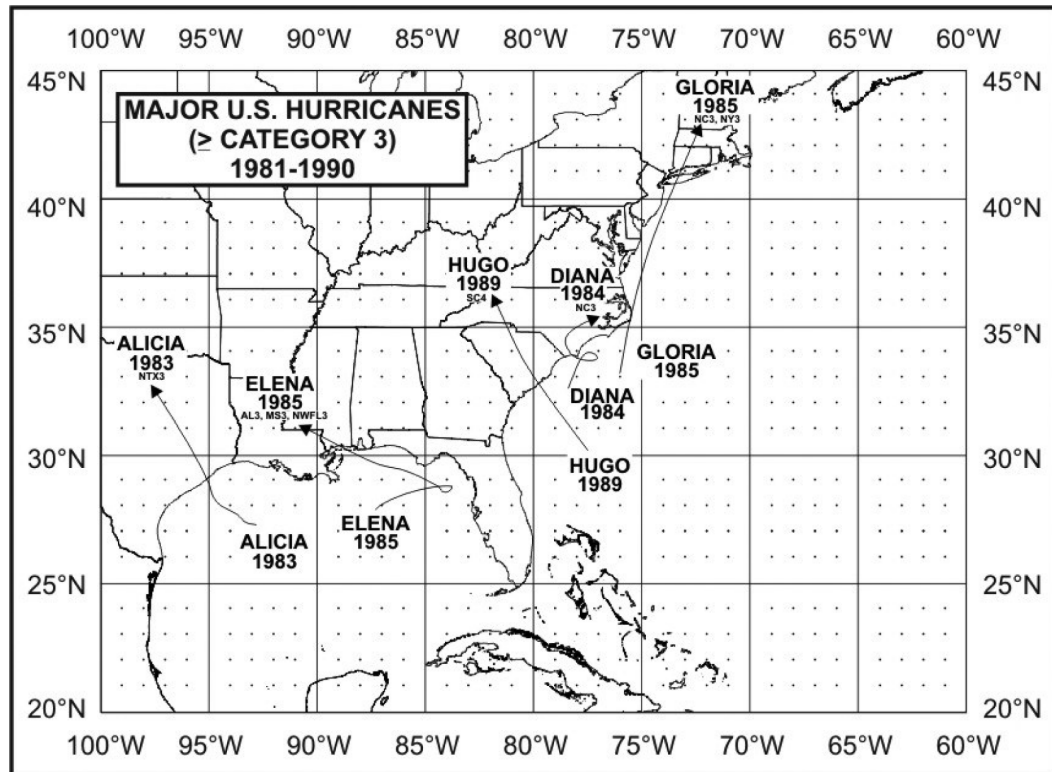 100°W 95°W 90°W 85°W 80°W 75°W 70°W 65°W 60°W
45°N 45°N
MAJOR U.S. HURRICANES
(≥ CATEGORY 3)
1981-1990
GLORIA
1985
NC3, NY3
40°N 40°N
HUGO
1989
SC4
DIANA
1984
NC3
35°N 35°N
ALICIA
1983
NTX3
ELENA
1985
AL3, MS3, NWFL3
GLORIA
1985
DIANA
1984
30°N 30°N
HUGO
1989
ELENA
1985
ALICIA
1983
25°N 25°N
20°N 20°N
100°W 95°W 90°W 85°W 80°W 75°W 70°W 65°W 60°W